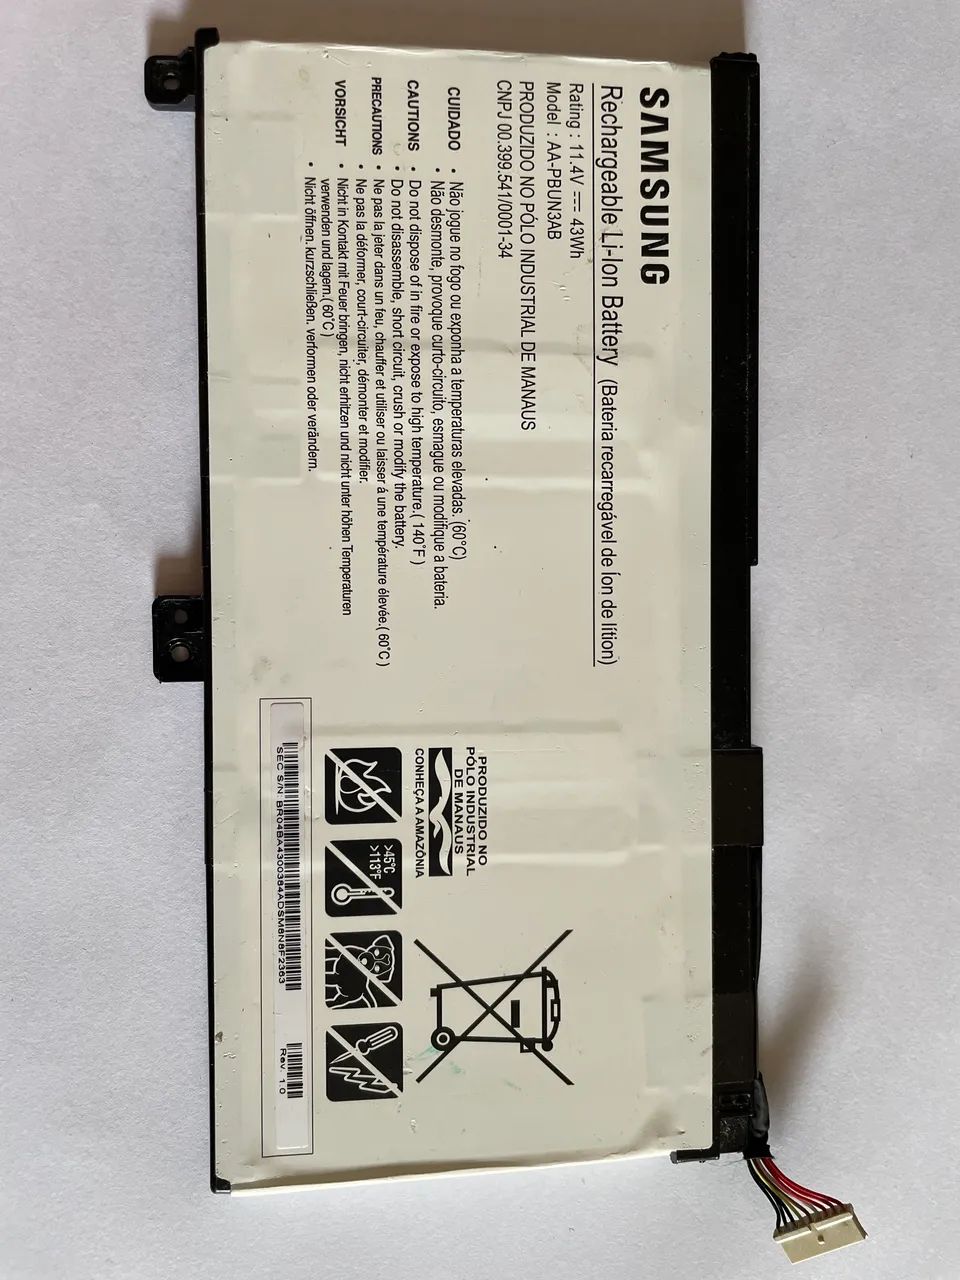 SAMSUNG
Rechargeable Li-Ion Battery (Bateria recarregável de Íon de lítion)
Rating : 11.4V ⎓ 43Wh
Model : AA-PBUN3AB
PRODUZIDO NO PÓLO INDUSTRIAL DE MANAUS
CNPJ 00.399.541/0001-34
CUIDADO • Não jogue no fogo ou exponha a temperaturas elevadas. (60°C)
• Não desmonte, provoque curto-circuito, esmague ou modifique a bateria.
CAUTIONS • Do not dispose of in fire or expose to high temperature.( 140°F )
• Do not disassemble, short circuit, crush or modify the battery.
PRECAUTIONS • Ne pas la jeter dans un feu, chauffer et utiliser ou laisser á une température élevée.( 60°C )
• Ne pas la déformer, court-circuiter, démonter et modifier.
VORSICHT • Nicht in Kontakt mit Feuer bringen, nicht erhitzen und nicht unter höhen Temperaturen
verwenden und lagern.( 60°C )
• Nicht öffnen. kurzschließen. verformen oder verändern.
PRODUZIDO NO
PÓLO INDUSTRIAL
DE MANAUS
CONHEÇA A AMAZÔNIA
>45°C
>113°F
SEC S/N: BR04BA4300384ADSM8N8F2363
Rev. 1.0